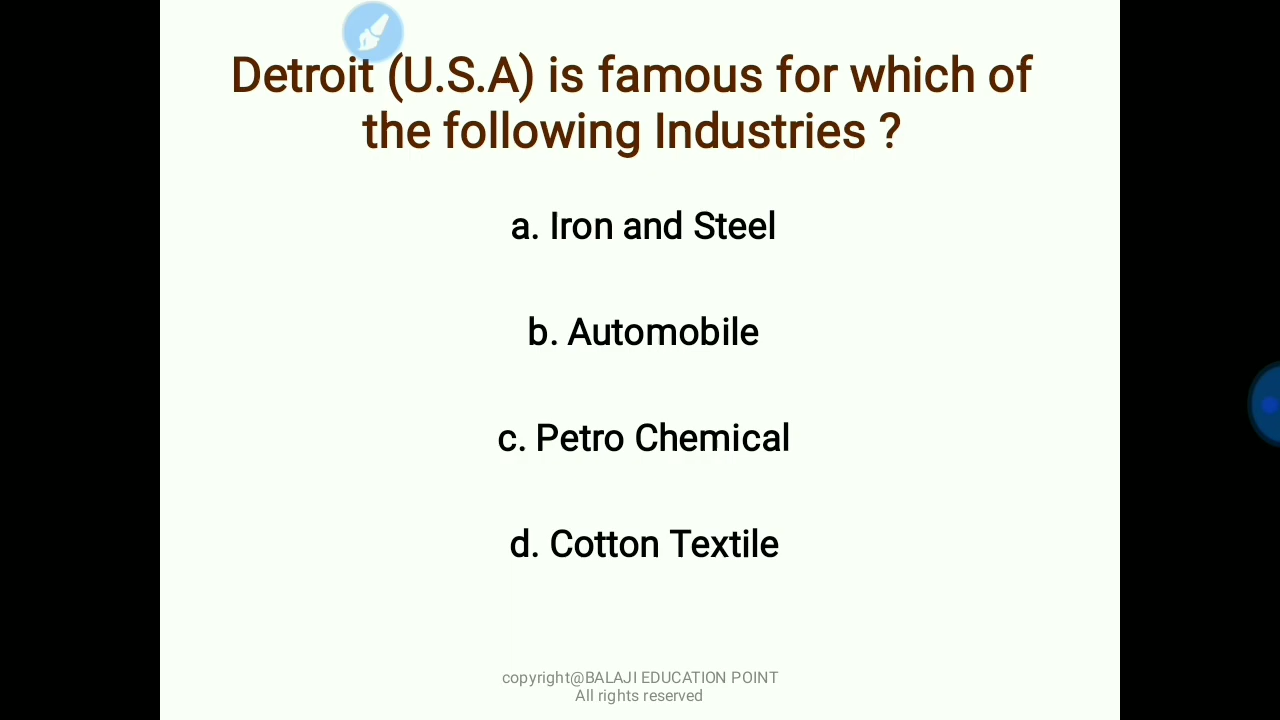 Detroit (U.S.A) is famous for which of
the following Industries ?
a. Iron and Steel
b. Automobile
c. Petro Chemical
d. Cotton Textile
copyright@BALAJI EDUCATION POINT
All rights reserved